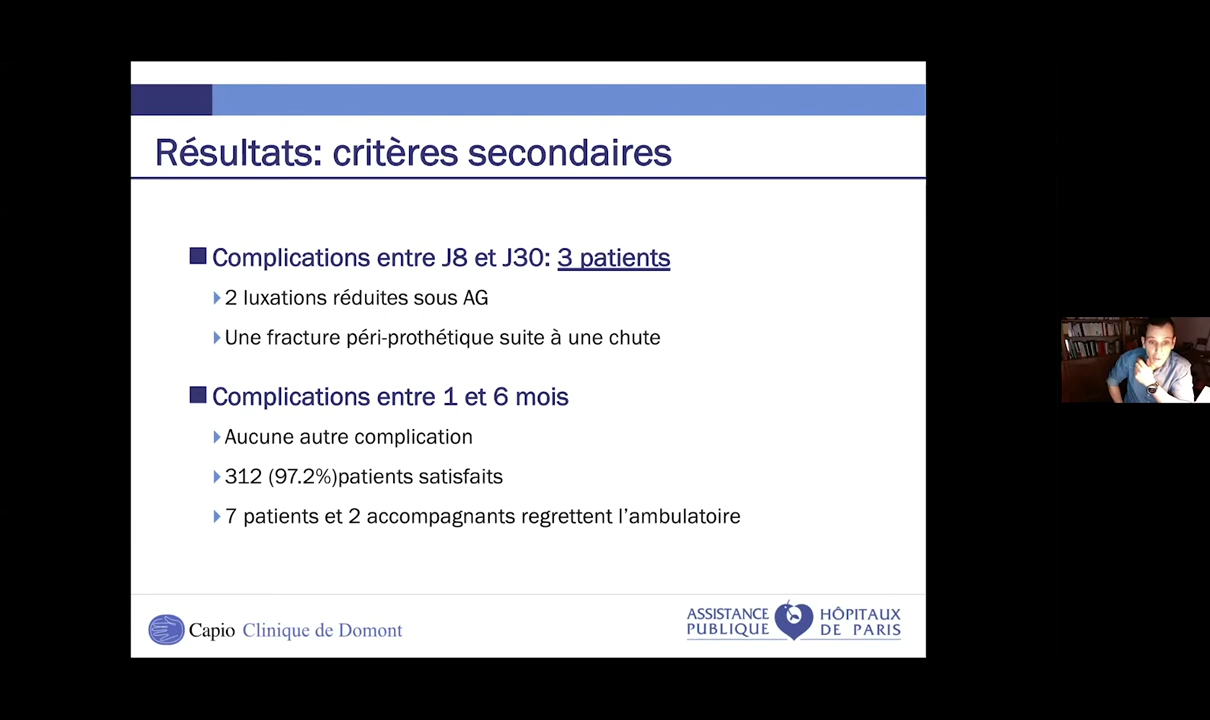 Résultats: critères secondaires
Complications entre J8 et J30: 3 patients
2 luxations réduites sous AG
Une fracture péri-prothétique suite à une chute
Complications entre 1 et 6 mois
Aucune autre complication
312 (97.2%)patients satisfaits
7 patients et 2 accompagnants regrettent l'ambulatoire
Capio Clinique de Domont
ASSISTANCE HÔPITAUX
PUBLIQUE DE PARIS